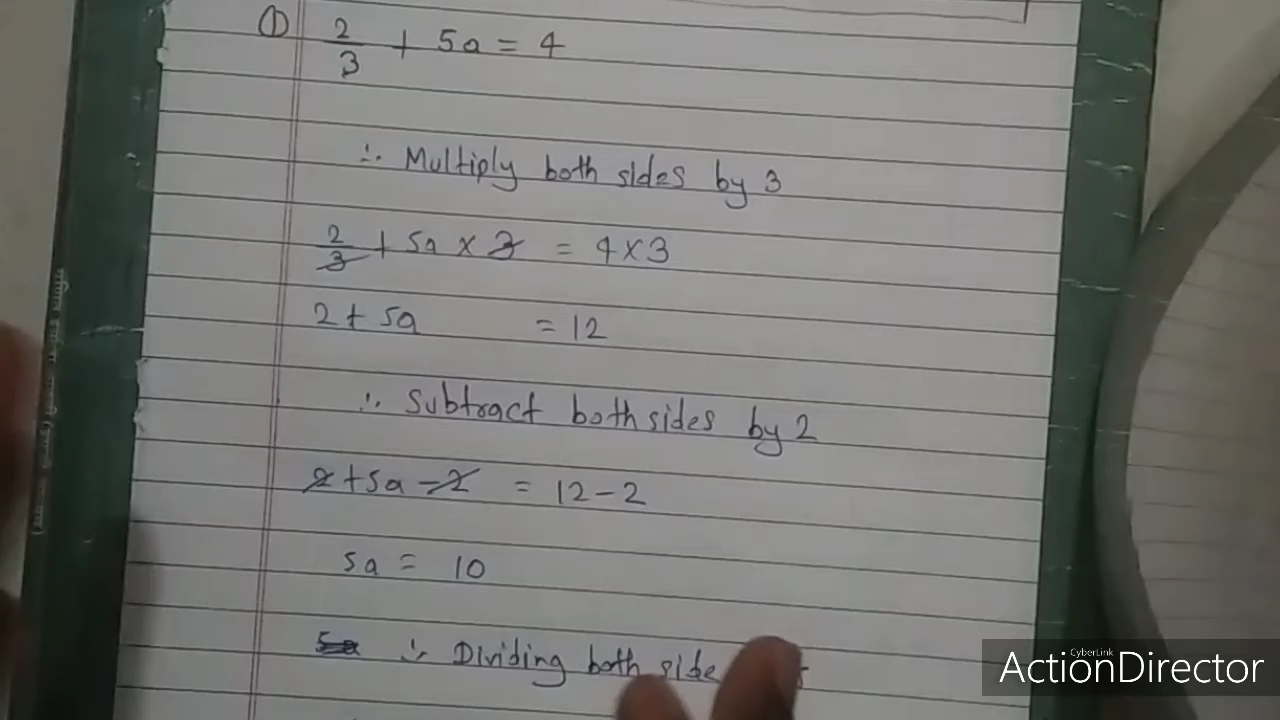 ① 2/3 + 5a = 4
∴ Multiply both sides by 3
2/3 + 5a × 3 = 4×3
2 + 5a = 12
∴ Subtract both sides by 2
2 + 5a - 2 = 12 - 2
5a = 10
5a ∴ Dividing both side
CyberLink
ActionDirector